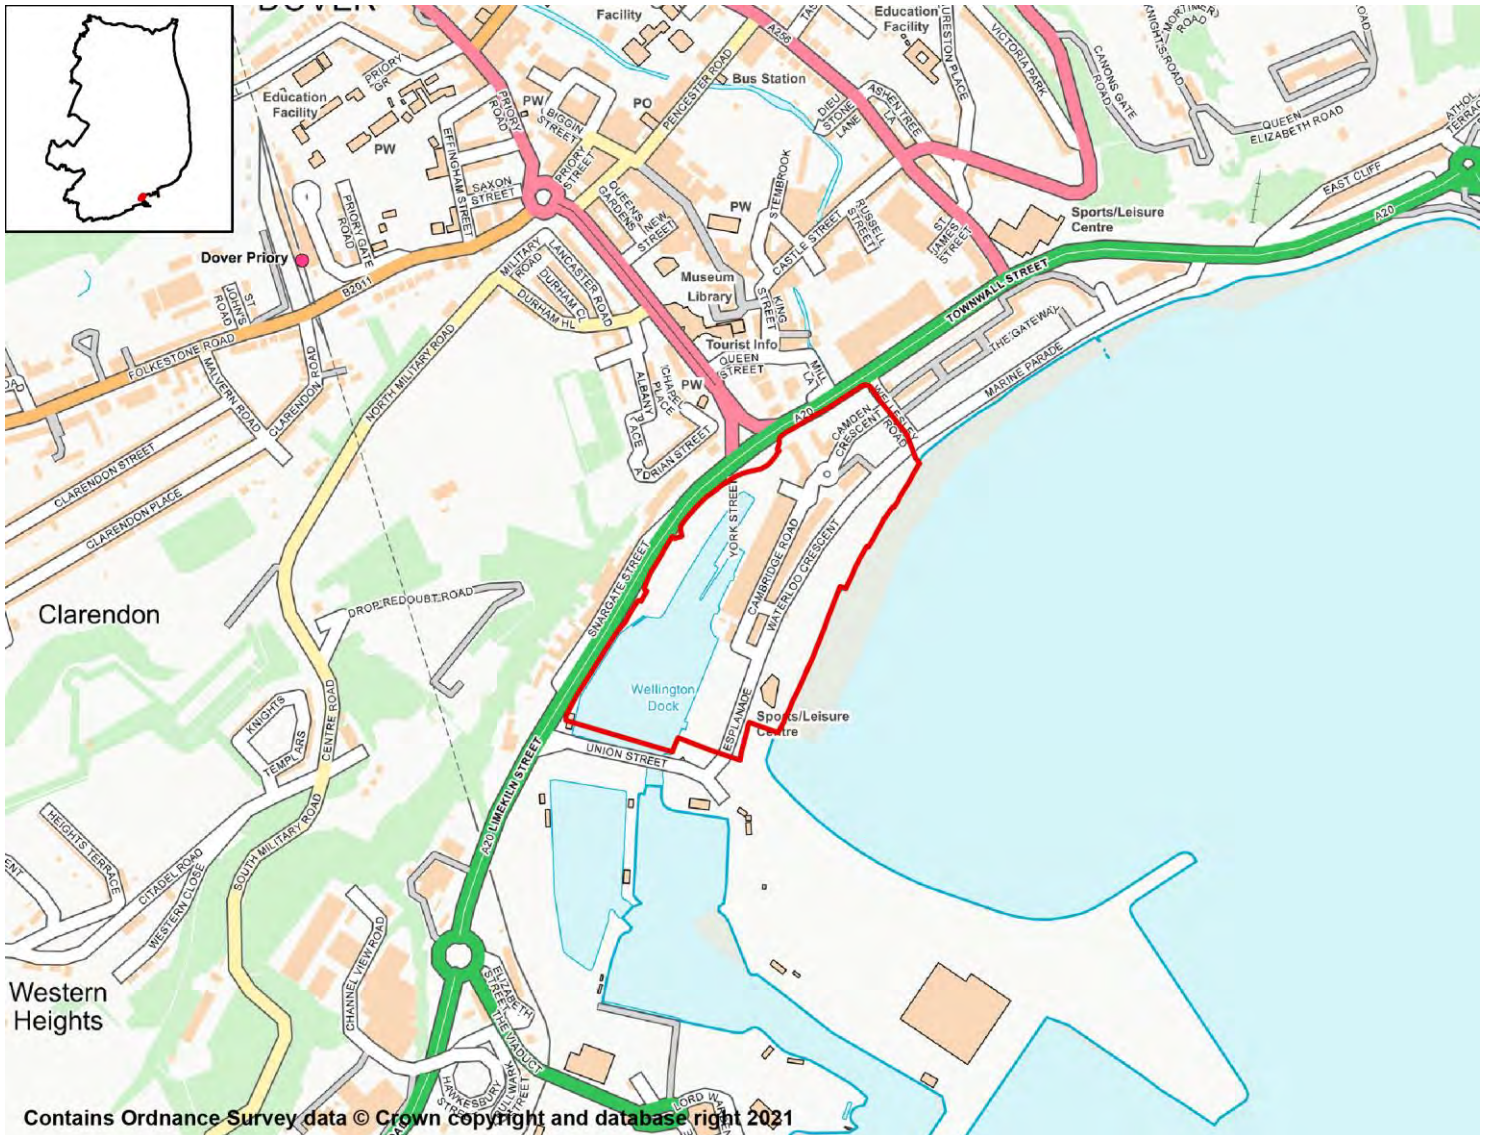 DOVER
Facility
Education
Facility
A256
PENCESTER ROAD
Bus Station
PO
PW
BIGGIN
STREET
PRIORY
STREET
PRIORY
ROAD
PRIORY
GR
Education
Facility
PW
EFFINGHAM STREET
SAXON
STREET
PRIORY GATE
ROAD
Dover Priory
B2011
ST
JOHN'S
ROAD
FOLKESTONE ROAD
MALVERN ROAD
CLARENDON
ROAD
CLARENDON STREET
CLARENDON PLACE
NORTH MILITARY ROAD
MILITARY
ROAD
LANCASTER ROAD
DURHAM CL
DURHAM HL
QUEEN'S
GARDENS
NEW
STREET
PW
STEMBROOK
CASTLE STREET
RUSSELL
STREET
DIEU
STONE
LANE
ASHEN TREE
LA
VICTORIA PARK
CANONS GATE
ROAD
QUEEN
ELIZABETH ROAD
EAST CLIFF
A20
Sports/Leisure
Centre
ST
JAMES
STREET
TOWNWALL STREET
THE GATEWAY
MARINE PARADE
Museum
Library
KING
STREET
Tourist Info
QUEEN
STREET
MILL
LA
PW
CHAPEL
PLACE
ALBANY
PLACE
ADRIAN STREET
A20
CAMDEN
CRESCENT
WELLESLEY
ROAD
YORK STREET
CAMBRIDGE ROAD
WATERLOO CRESCENT
SNARGATE STREET
Clarendon
DROP REDOUBT ROAD
Wellington
Dock
ESPLANADE
Sports/Leisure
Centre
UNION STREET
KNIGHTS
TEMPLARS
CENTRE ROAD
A20 LIMEKILN STREET
HEIGHTS TERRACE
CITADEL ROAD
WESTERN CLOSE
SOUTH MILITARY ROAD
CHANNEL VIEW ROAD
Western
Heights
ELIZABETH
STREET
THE VIADUCT
HAWKESBURY
STREET
BULLWARK
STREET
Contains Ordnance Survey data © Crown copyright and database right 2021